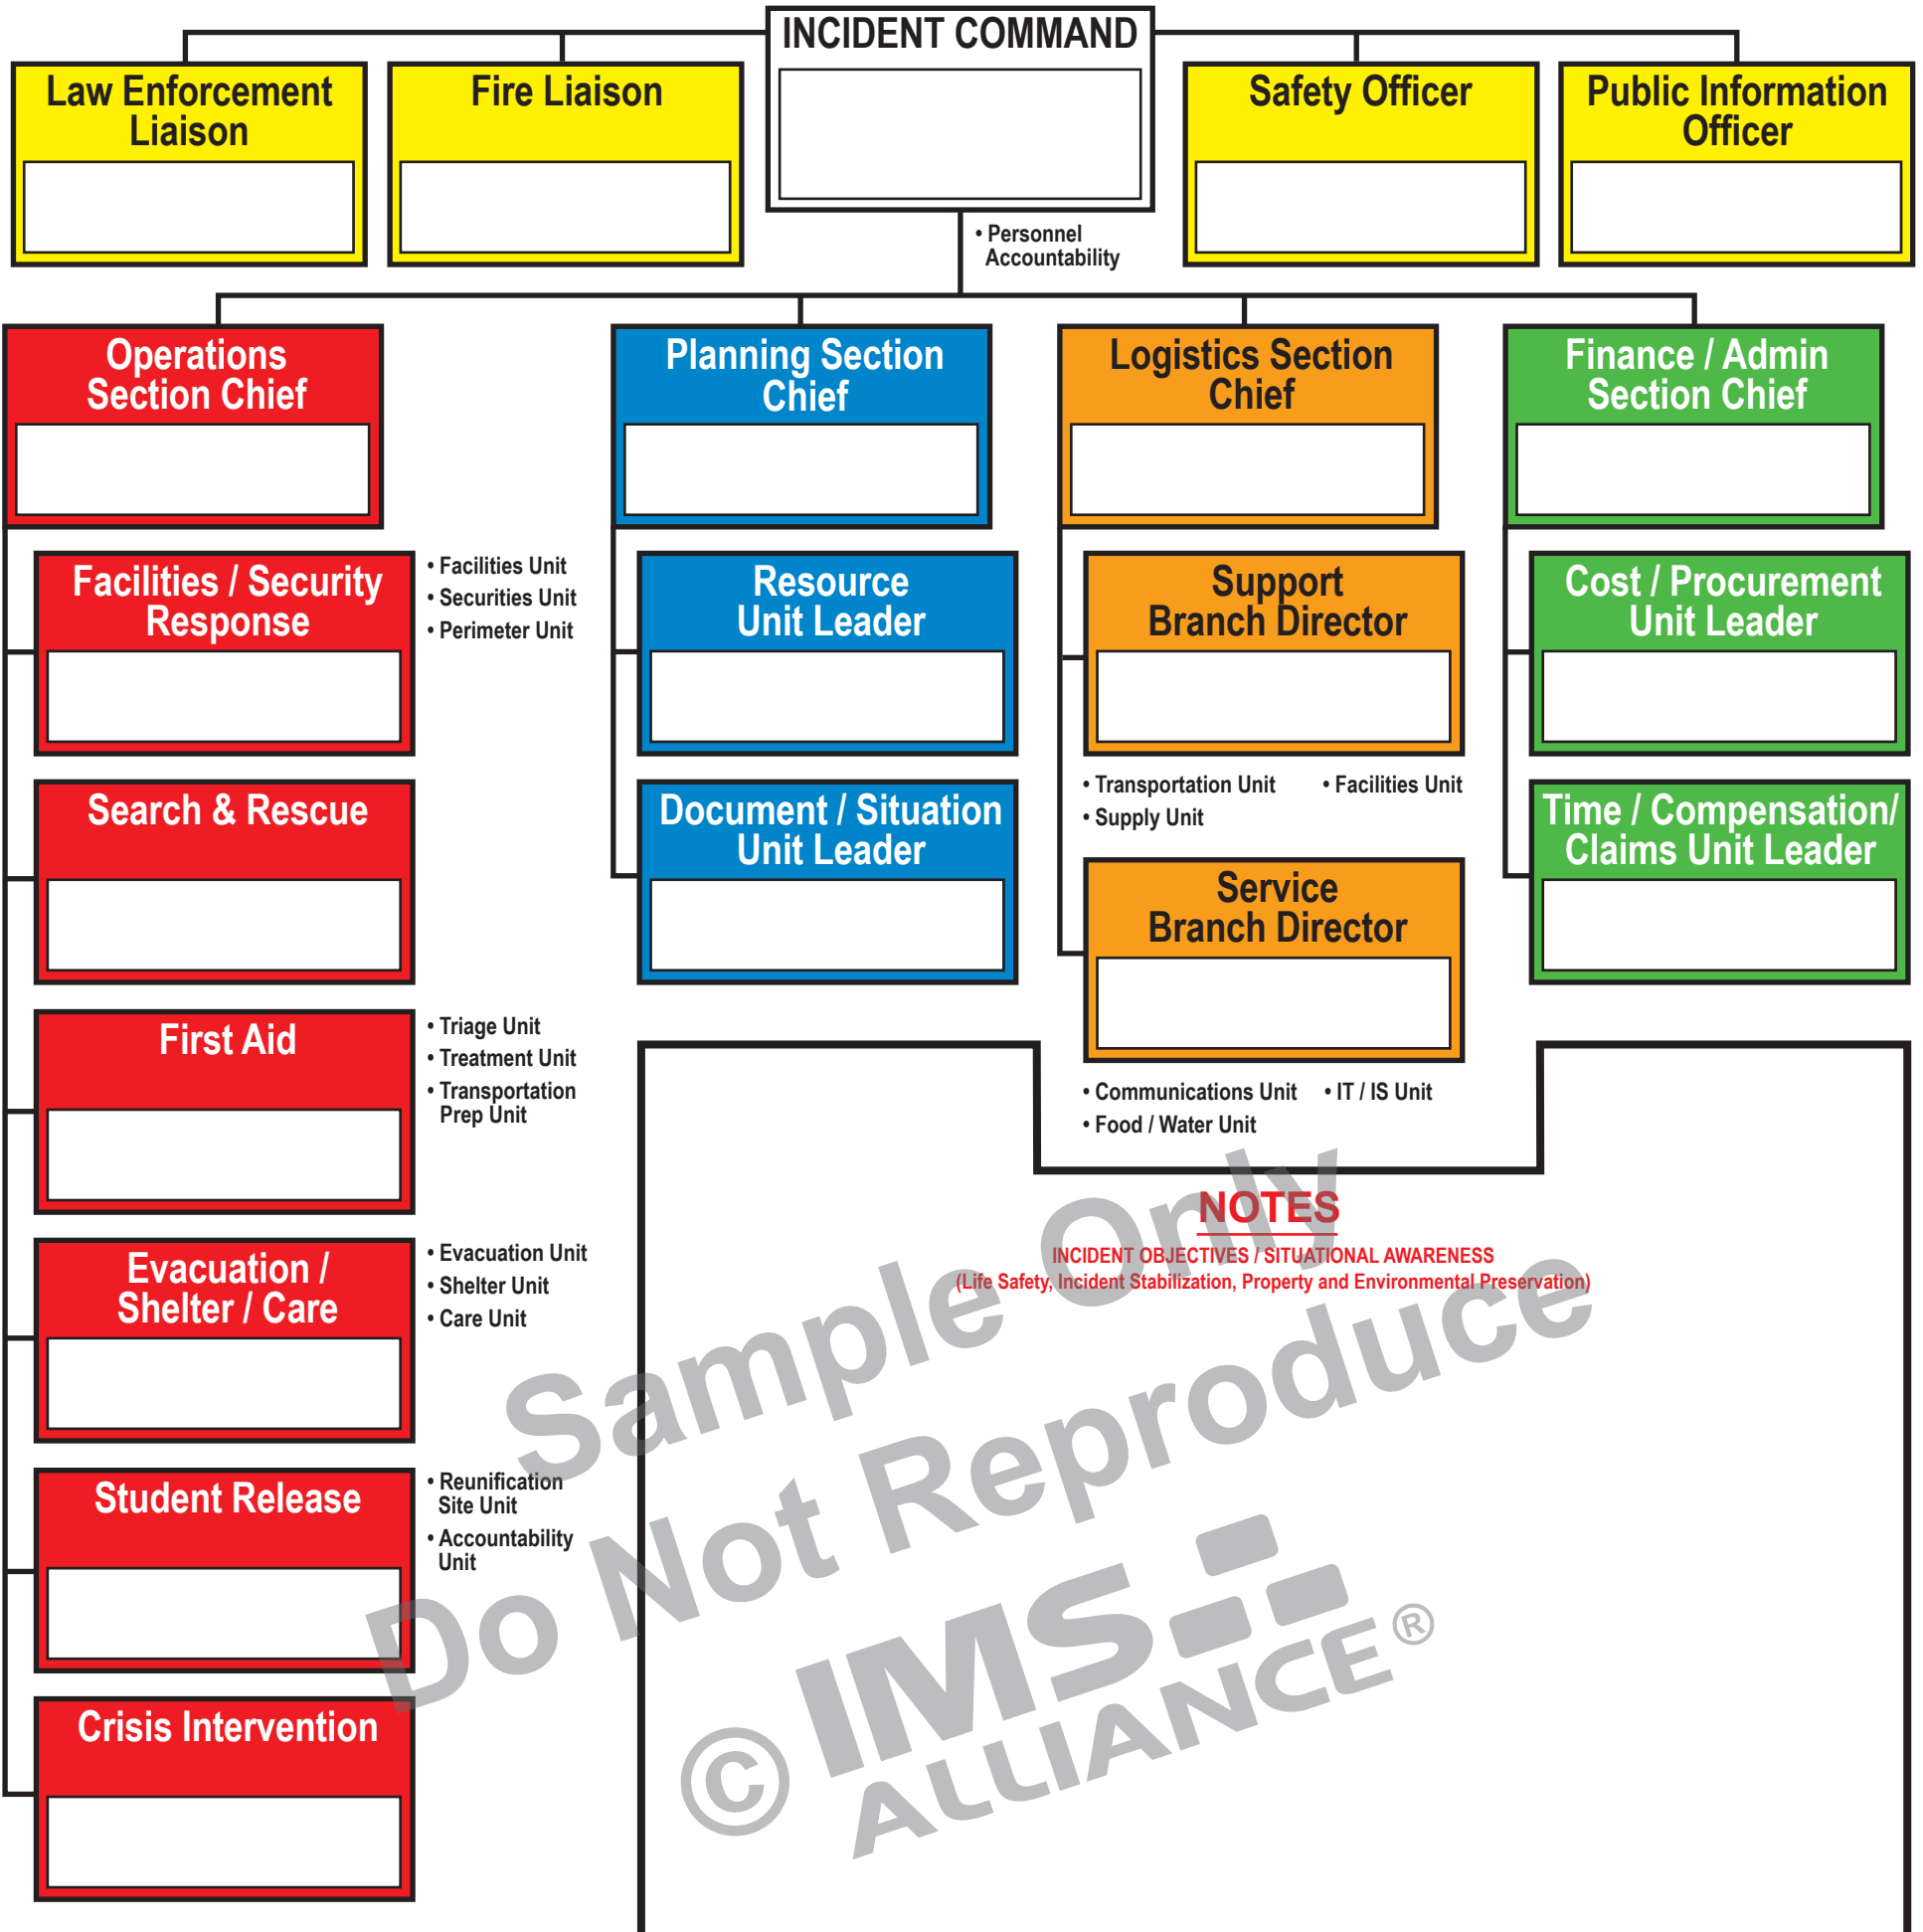 INCIDENT COMMAND
Law Enforcement
Liaison
Fire Liaison
Safety Officer
Public Information
Officer
• Personnel
Accountability
Operations
Section Chief
Planning Section
Chief
Logistics Section
Chief
Finance / Admin
Section Chief
Facilities / Security
Response
• Facilities Unit
• Securities Unit
• Perimeter Unit
Resource
Unit Leader
Support
Branch Director
Cost / Procurement
Unit Leader
Search & Rescue
Document / Situation
Unit Leader
• Transportation Unit
• Facilities Unit
• Supply Unit
Time / Compensation/
Claims Unit Leader
Service
Branch Director
First Aid
• Triage Unit
• Treatment Unit
• Transportation
Prep Unit
• Communications Unit
• IT / IS Unit
• Food / Water Unit
NOTES
INCIDENT OBJECTIVES / SITUATIONAL AWARENESS
(Life Safety, Incident Stabilization, Property and Environmental Preservation)
Evacuation /
Shelter / Care
• Evacuation Unit
• Shelter Unit
• Care Unit
Student Release
• Reunification
Site Unit
• Accountability
Unit
Crisis Intervention
Sample Only
Do Not Reproduce
© IMS
ALLIANCE®